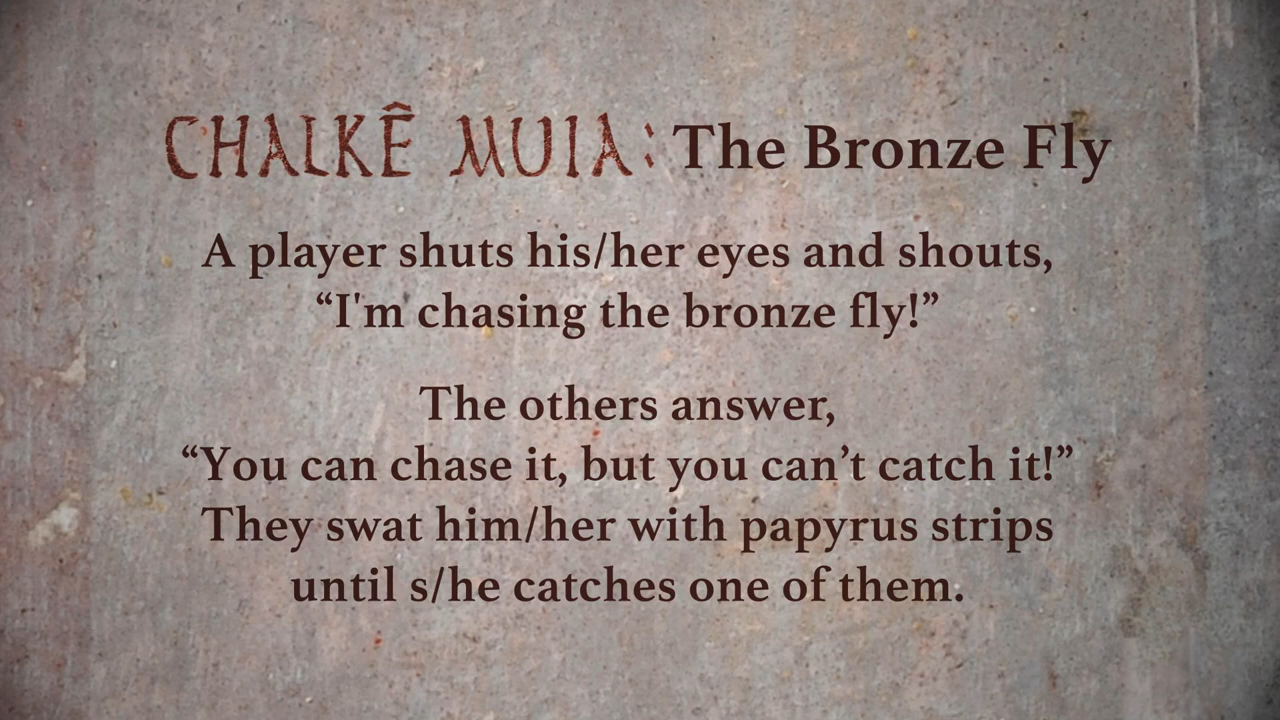 CHALKÊ MUIA: The Bronze Fly
A player shuts his/her eyes and shouts,
“I'm chasing the bronze fly!”
The others answer,
“You can chase it, but you can’t catch it!”
They swat him/her with papyrus strips
until s/he catches one of them.